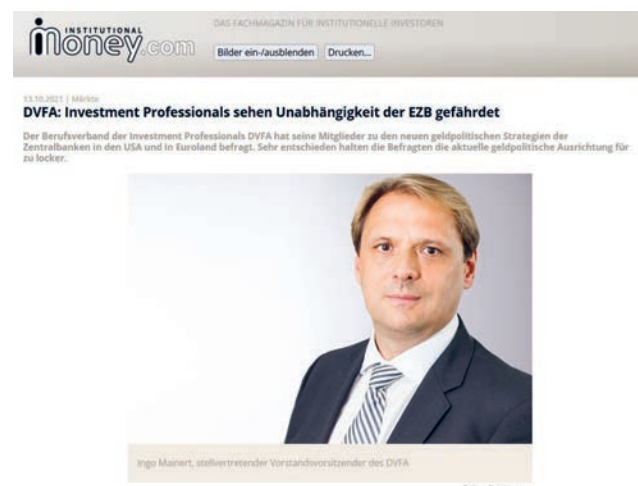 INSTITUTIONAL
money.com
DAS FACHMAGAZIN FÜR INSTITUTIONELLE INVESTOREN
Bilder ein-/ausblenden Drucken...
13.10.2021 | Märkte
DVFA: Investment Professionals sehen Unabhängigkeit der EZB gefährdet
Der Berufsverband der Investment Professionals DVFA hat seine Mitglieder zu den neuen geldpolitischen Strategien der
Zentralbanken in den USA und in Euroland befragt. Sehr entschieden halten die Befragten die aktuelle geldpolitische Ausrichtung für
zu locker.
Ingo Mainert, stellvertretender Vorstandsvorsitzender des DVFA